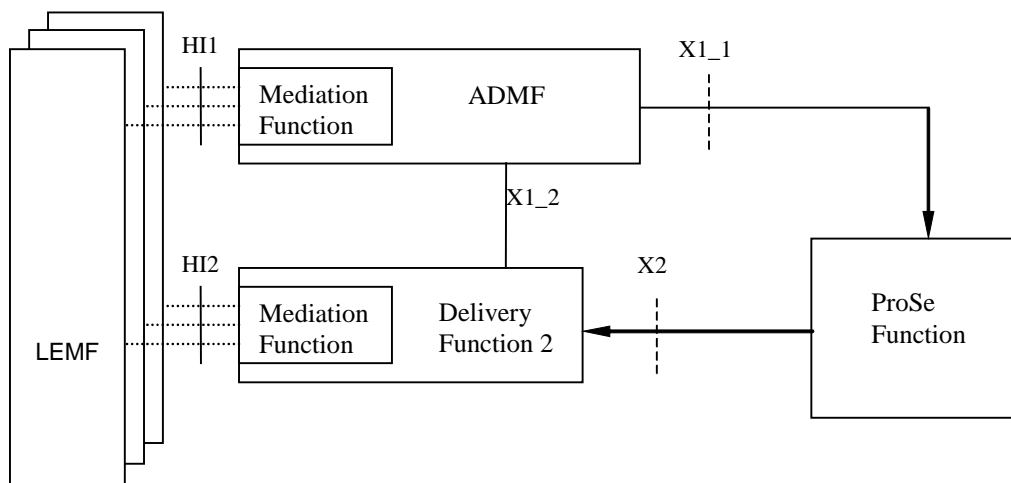 HI1
X1_1
Mediation
Function
ADMF
X1_2
HI2
X2
Mediation
Function
Delivery
Function 2
ProSe
Function
LEMF